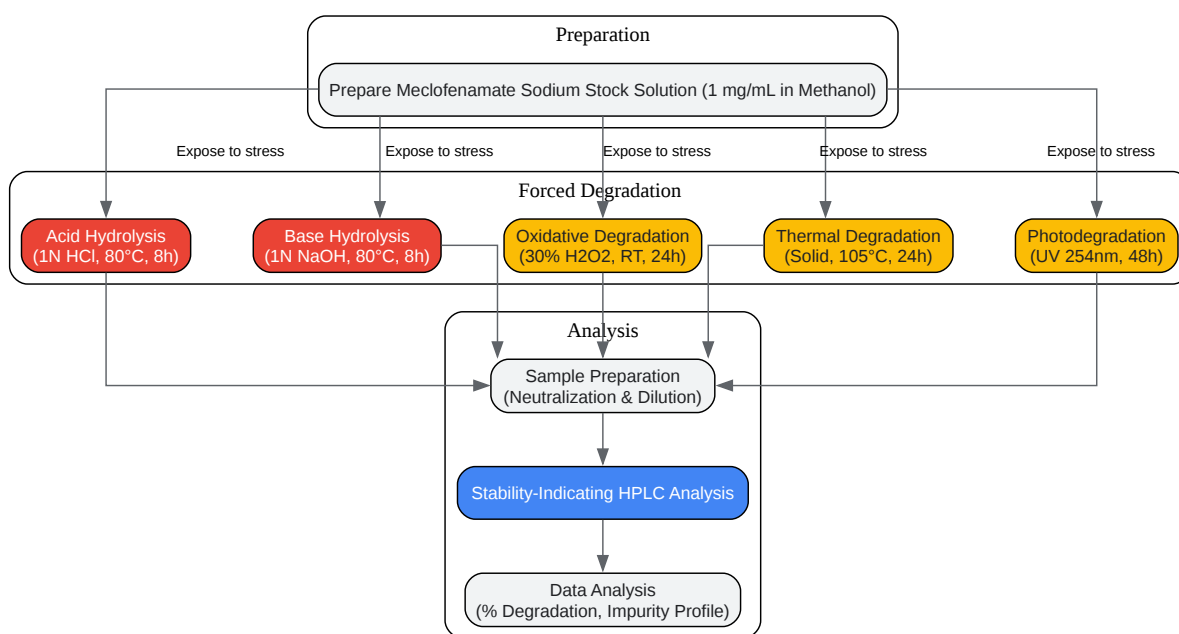 Preparation
Prepare Meclofenamate Sodium Stock Solution (1 mg/mL in Methanol)
Expose to stress
Expose to stress
Expose to stress
Expose to stress
Expose to stress
Forced Degradation
Acid Hydrolysis
(1N HCl, 80°C, 8h)
Base Hydrolysis
(1N NaOH, 80°C, 8h)
Oxidative Degradation
(30% H2O2, RT, 24h)
Thermal Degradation
(Solid, 105°C, 24h)
Photodegradation
(UV 254nm, 48h)
Analysis
Sample Preparation
(Neutralization & Dilution)
Stability-Indicating HPLC Analysis
Data Analysis
(% Degradation, Impurity Profile)